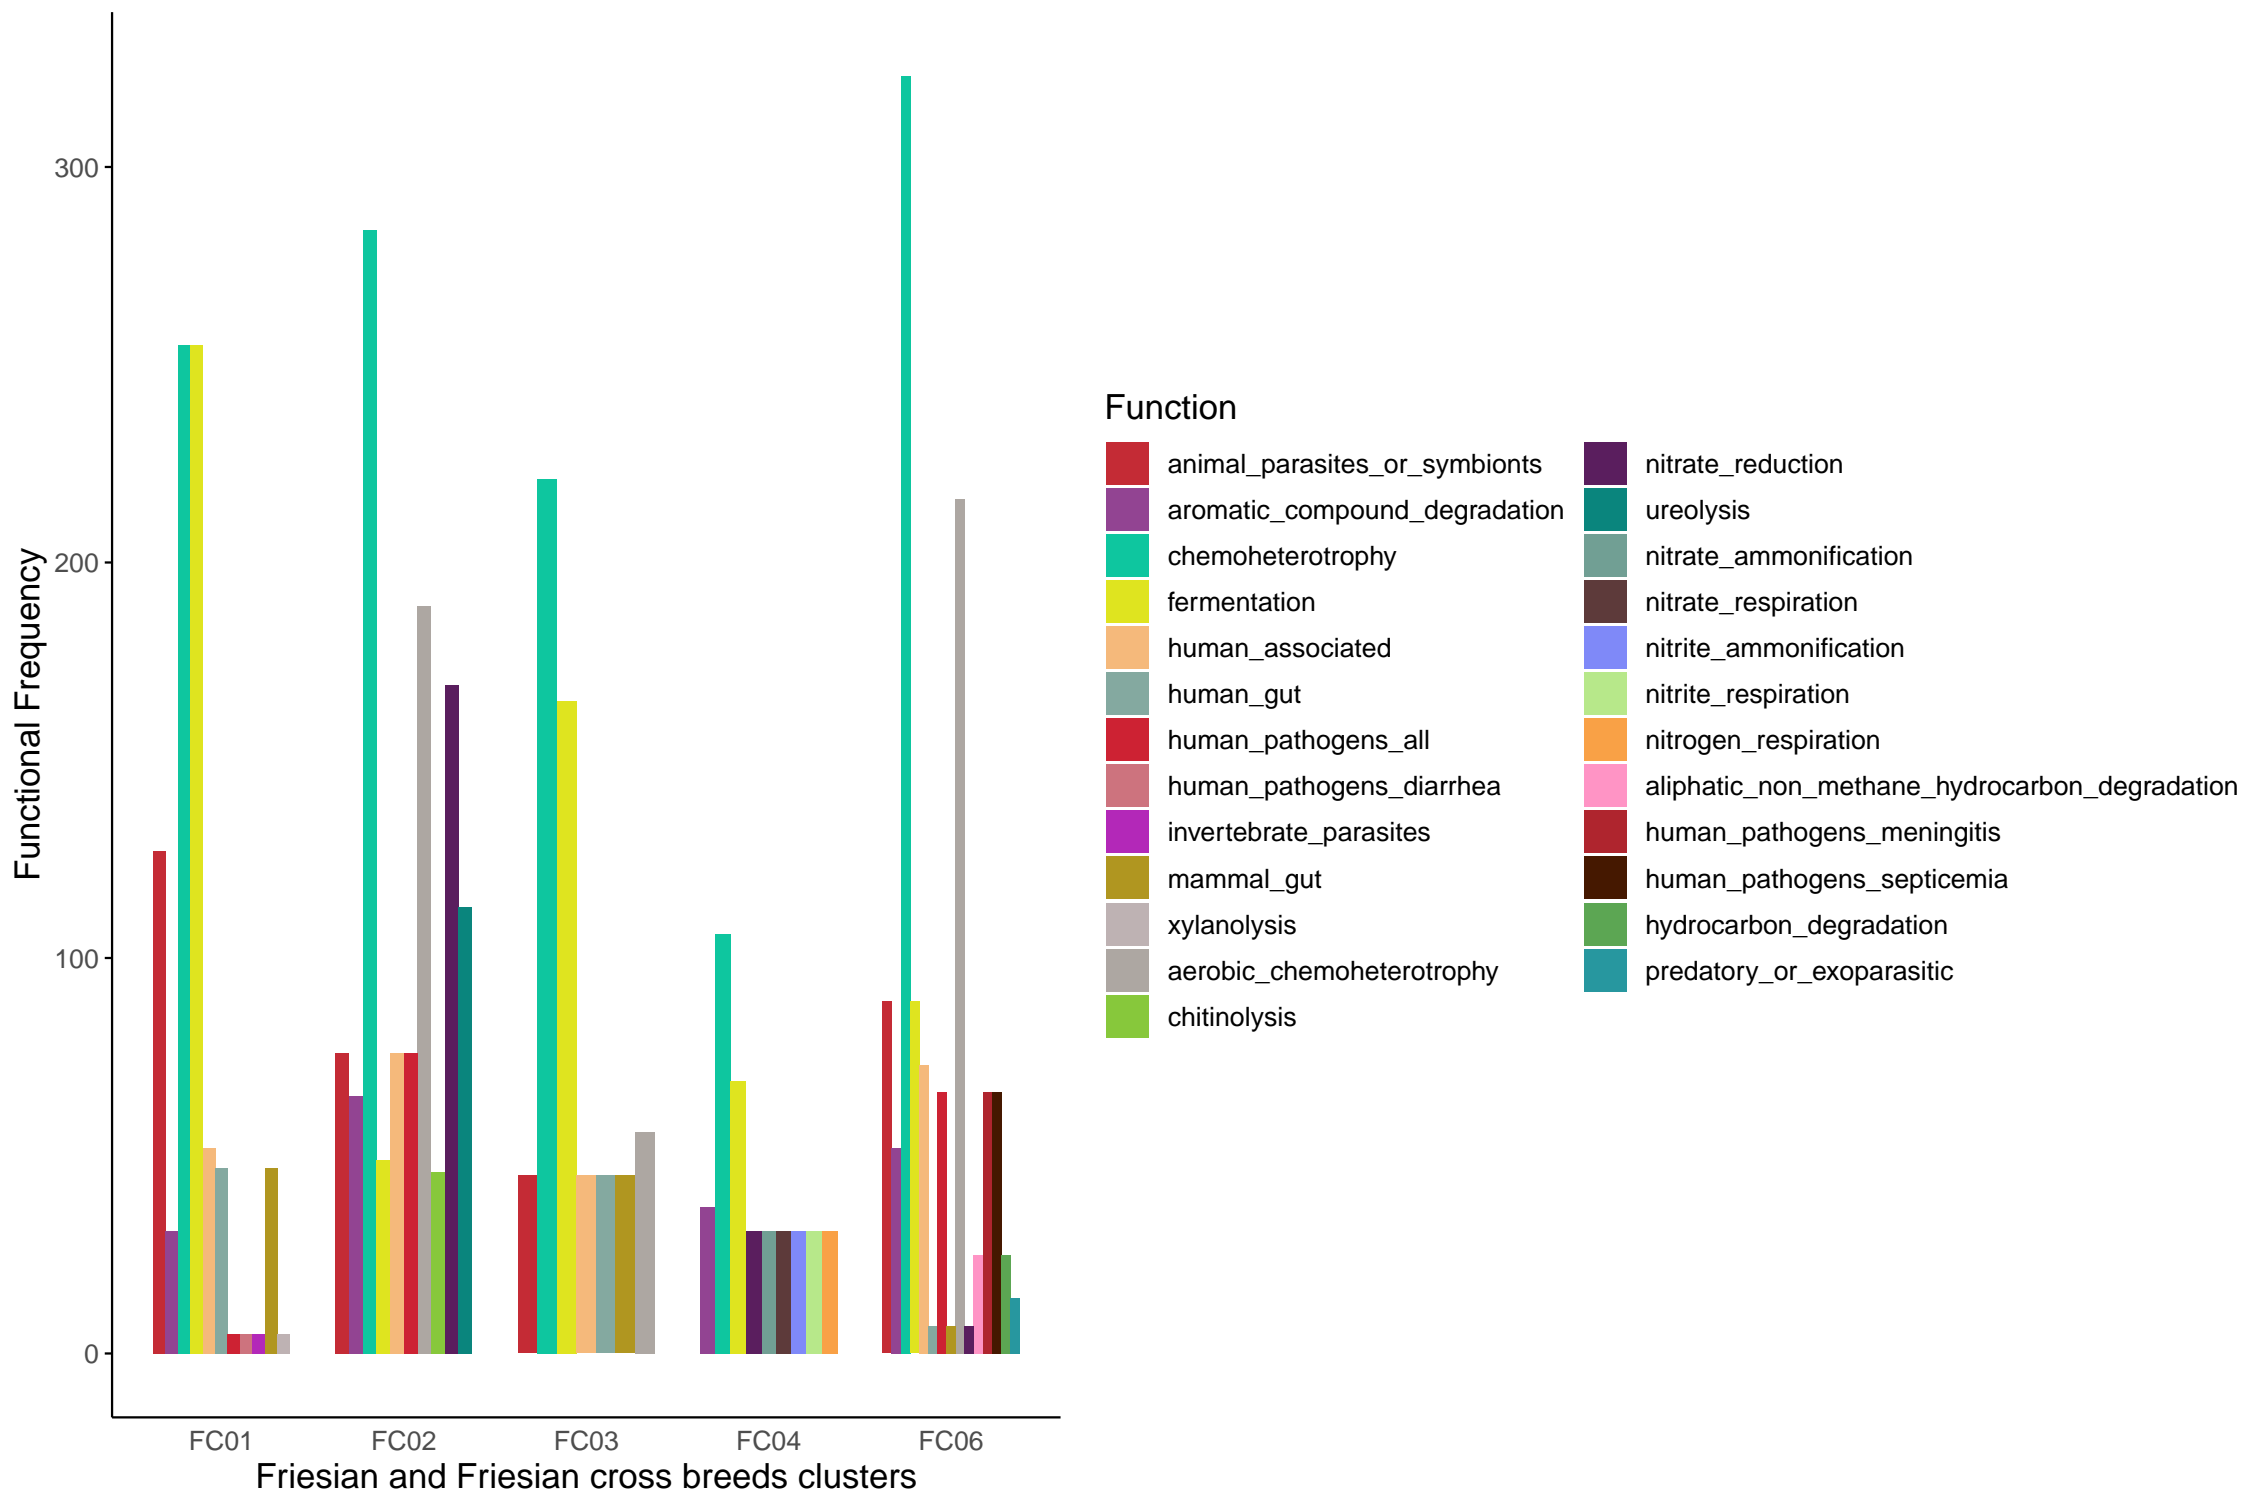 Functional Frequency
300
200
100
0
FC01 FC02 FC03 FC04 FC06
Friesian and Friesian cross breeds clusters
Function
animal_parasites_or_symbionts
aromatic_compound_degradation
chemoheterotrophy
fermentation
human_associated
human_gut
human_pathogens_all
human_pathogens_diarrhea
invertebrate_parasites
mammal_gut
xylanolysis
aerobic_chemoheterotrophy
chitinolysis
nitrate_reduction
ureolysis
nitrate_ammonification
nitrate_respiration
nitrite_ammonification
nitrite_respiration
nitrogen_respiration
aliphatic_non_methane_hydrocarbon_degradation
human_pathogens_meningitis
human_pathogens_septicemia
hydrocarbon_degradation
predatory_or_exoparasitic